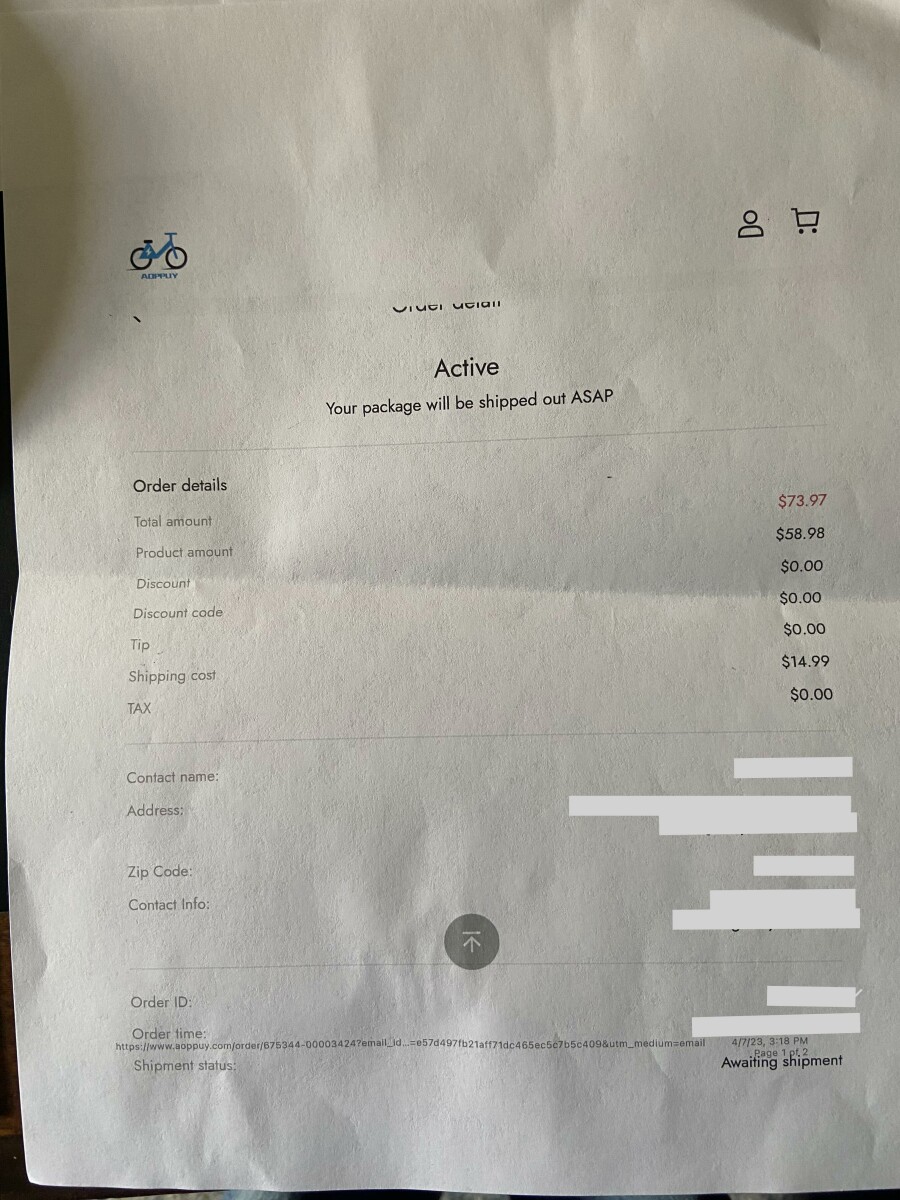 AOPPUY
Order detail
Active
Your package will be shipped out ASAP
Order details
Total amount $73.97
Product amount $58.98
Discount $0.00
Discount code $0.00
Tip $0.00
Shipping cost $14.99
TAX $0.00
Contact name:
Address:
Zip Code:
Contact Info:
Order ID:
Order time:
https://www.aoppuy.com/order/675344-00003424?email_id...=e57d497fb21aff71dc465ec5c7b5c409&utm_medium=email 4/7/23, 3:18 PM
Page 1 of 2
Shipment status: Awaiting shipment